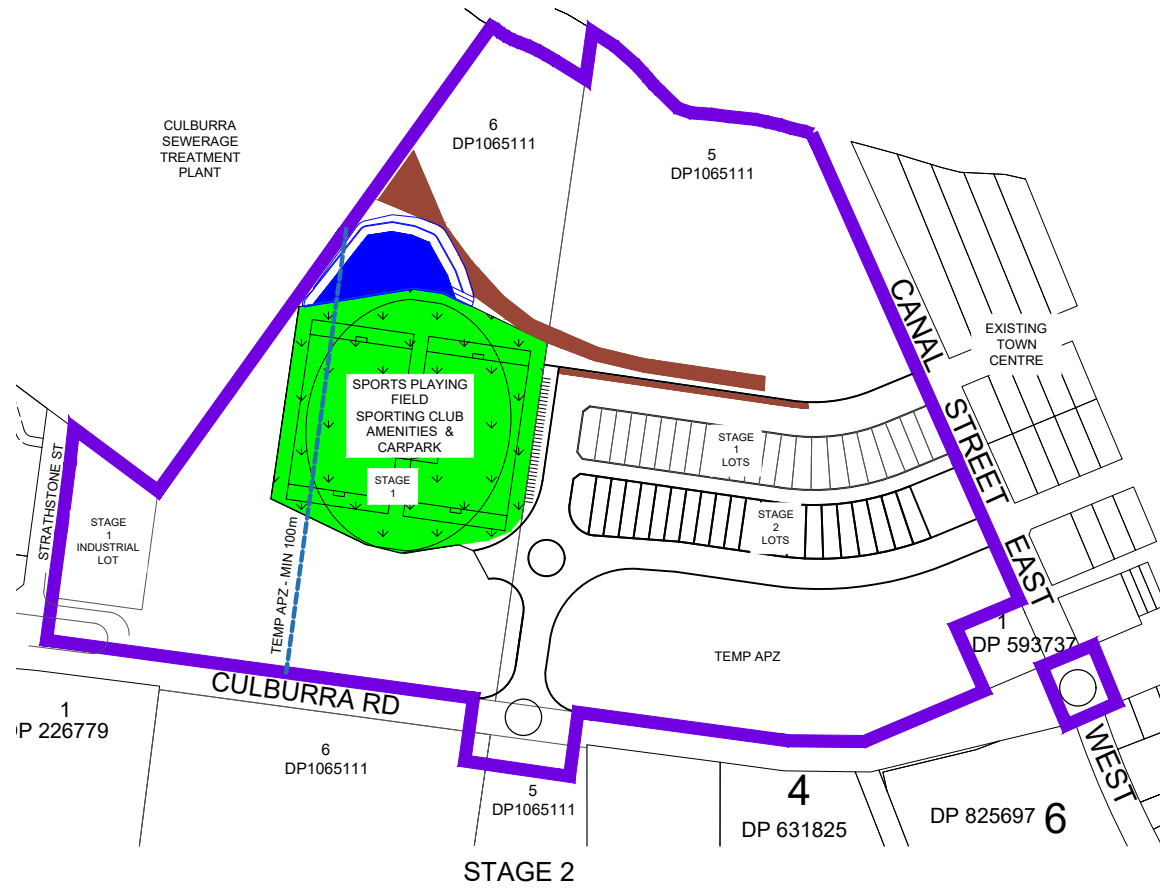 CULBURRA
SEWERAGE
TREATMENT
PLANT
6
DP1065111
5
DP1065111
CANAL
STREET
EAST
EXISTING
TOWN
CENTRE
SPORTS PLAYING
FIELD
SPORTING CLUB
AMENITIES &
CARPARK
STAGE
1
STAGE
1
LOTS
STAGE
2
LOTS
STRATHSTONE ST
STAGE
1
INDUSTRIAL
LOT
TEMP APZ - MIN 100m
TEMP APZ
1
DP 593737
CULBURRA RD
1
DP 226779
6
DP1065111
5
DP1065111
4
DP 631825
DP 825697 6
WEST
STAGE 2